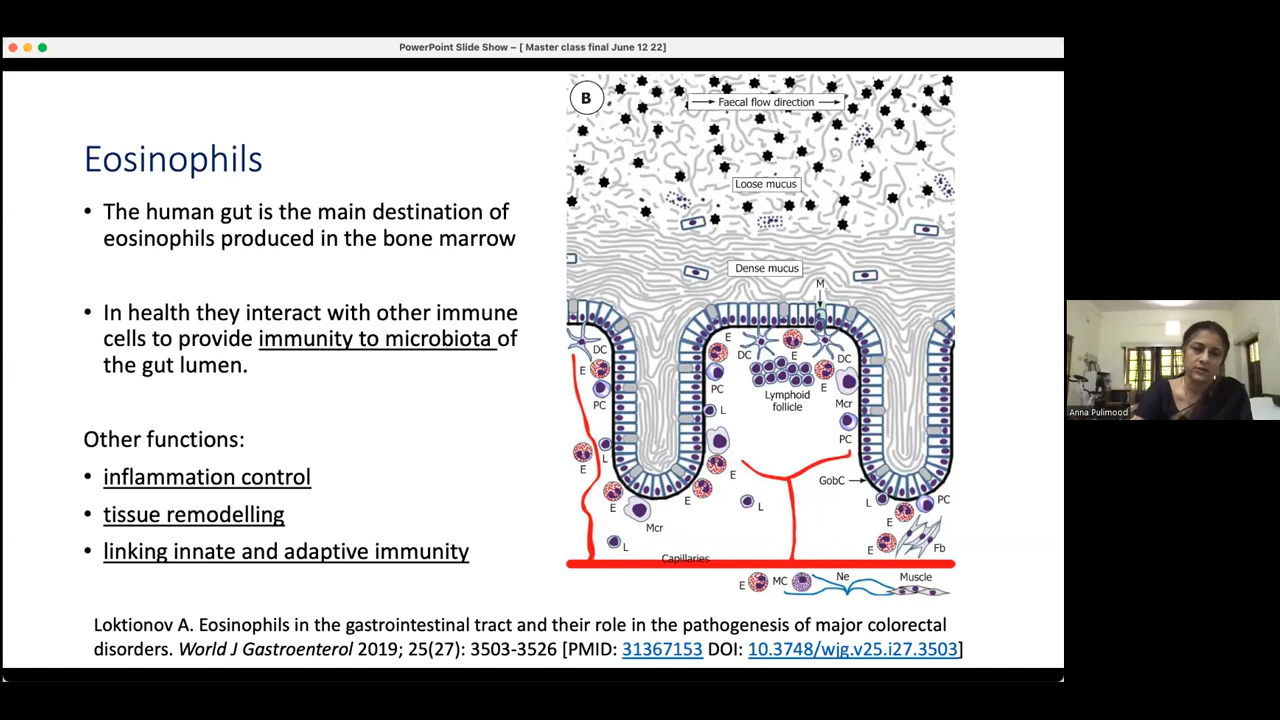 PowerPoint Slide Show – [ Master class final June 12 22]
Eosinophils
• The human gut is the main destination of
eosinophils produced in the bone marrow
• In health they interact with other immune
cells to provide immunity to microbiota of
the gut lumen.
Other functions:
• inflammation control
• tissue remodelling
• linking innate and adaptive immunity
B
Faecal flow direction
Loose mucus
Dense mucus
M
DC
E
PC
L
E
E
Mcr
L
E
DC
E
PC
L
E
E
L
Lymphoid
follicle
DC
E
Mcr
PC
GobC
L
PC
E
E
Fb
Capillaries
E
MC
Ne
Muscle
Loktionov A. Eosinophils in the gastrointestinal tract and their role in the pathogenesis of major colorectal
disorders. World J Gastroenterol 2019; 25(27): 3503-3526 [PMID: 31367153 DOI: 10.3748/wjg.v25.i27.3503]
Anna Pulimood